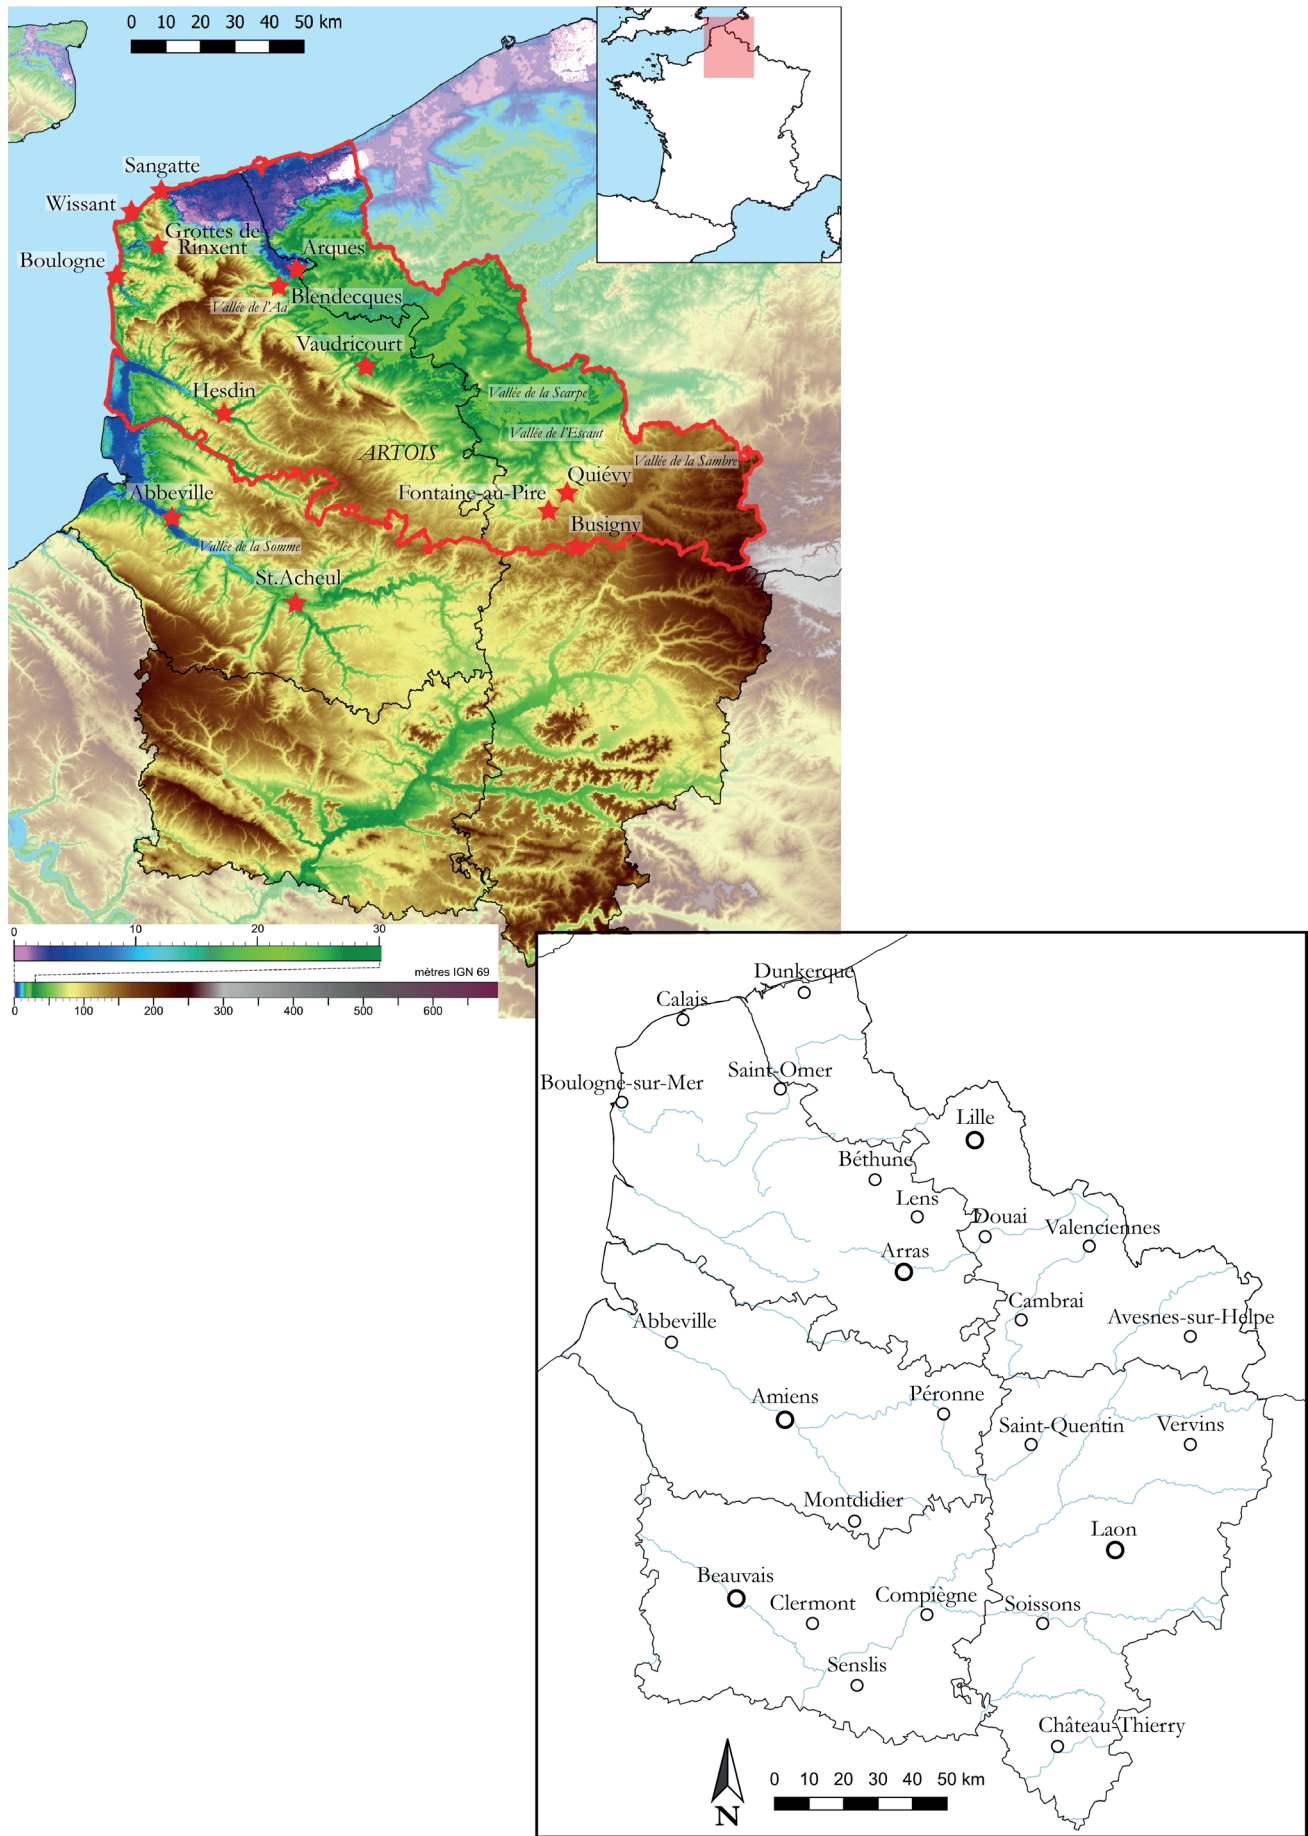 0 10 20 30 40 50 km
Sangatte
Wissant
Grottes de
Rinxent
Arques
Boulogne
Blendecques
Vallée de l'Aa
Vaudricourt
Hesdin
Vallée de la Scarpe
Vallée de l'Escaut
ARTOIS
Vallée de la Sambre
Quiévy
Fontaine-au-Pire
Abbeville
Busigny
Vallée de la Somme
St.Acheul
0 10 20 30
mètres IGN 69
0 100 200 300 400 500 600
Dunkerque
Calais
Saint-Omer
Boulogne-sur-Mer
Lille
Béthune
Lens
Douai
Valenciennes
Arras
Cambrai
Avesnes-sur-Helpe
Abbeville
Amiens
Péronne
Saint-Quentin
Vervins
Montdidier
Laon
Beauvais
Clermont
Compiègne
Soissons
Senslis
Château-Thierry
N
0 10 20 30 40 50 km